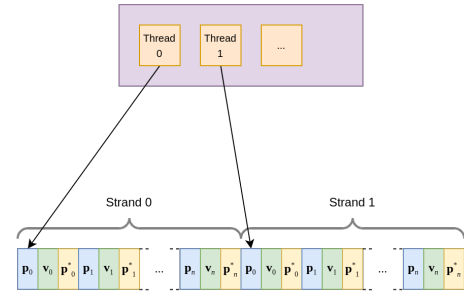 Thread 0
Thread 1
...
Strand 0
Strand 1
p₀ v₀ p*₀ p₁ v₁ p*₁ ... pₙ vₙ p*ₙ p₀ v₀ p*₀ p₁ v₁ p*₁ ... pₙ vₙ p*ₙ